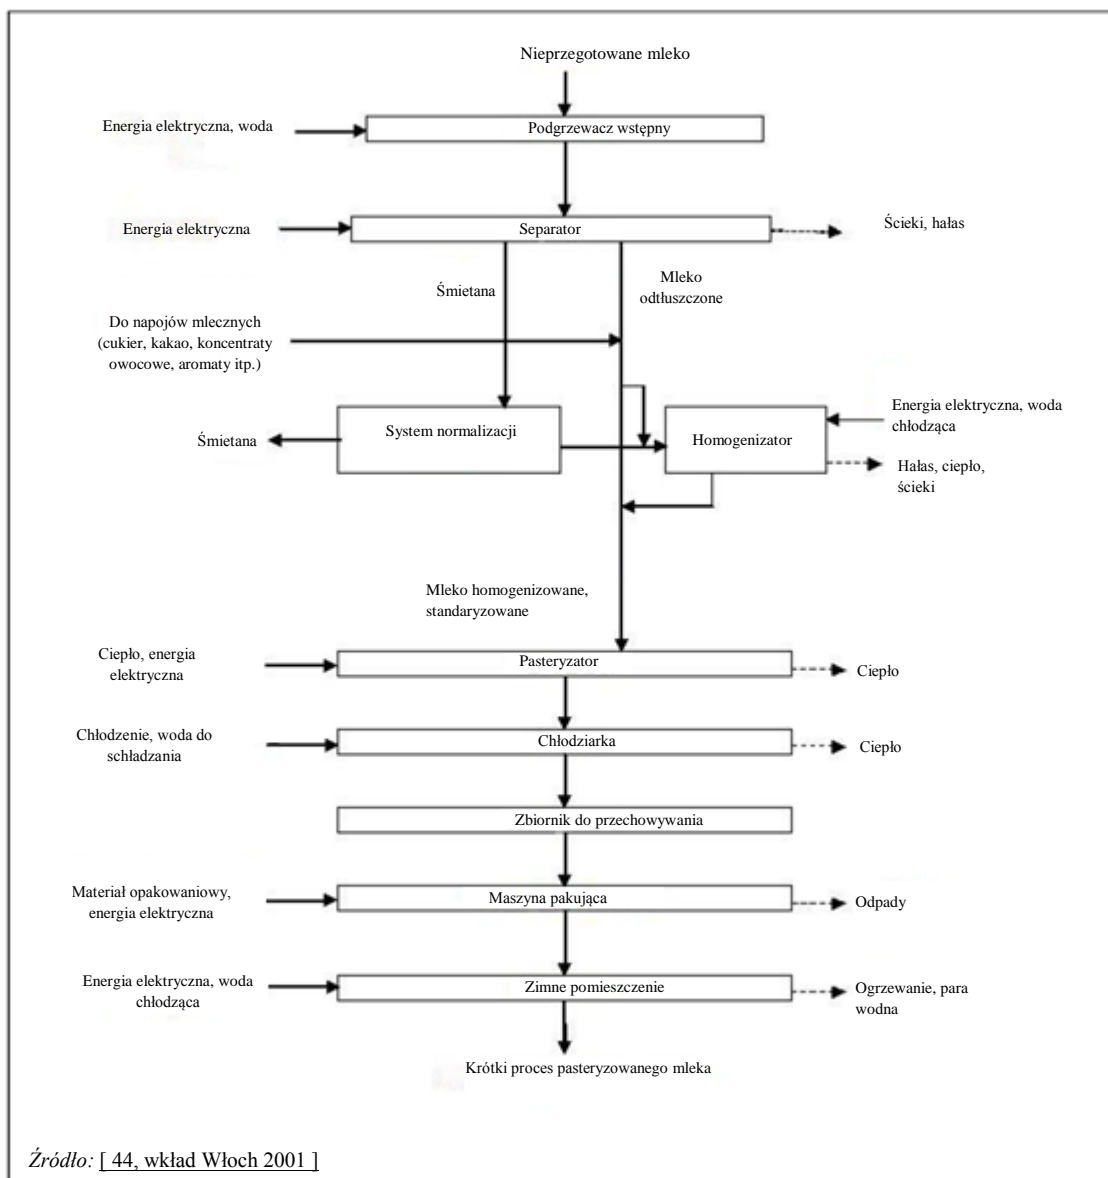 Nieprzegotowane mleko
Energia elektryczna, woda
Podgrzewacz wstępny
Energia elektryczna
Separator
Ścieki, hałas
Śmietana
Mleko
odtłuszczone
Do napojów mlecznych
(cukier, kakao, koncentraty
owocowe, aromaty itp.)
Śmietana
System normalizacji
Homogenizator
Energia elektryczna, woda
chłodząca
Hałas, ciepło,
ścieki
Mleko homogenizowane,
standaryzowane
Ciepło, energia
elektryczna
Pasteryzator
Ciepło
Chłodzenie, woda do
schładzania
Chłodziarka
Ciepło
Zbiornik do przechowywania
Materiał opakowaniowy,
energia elektryczna
Maszyna pakująca
Odpady
Energia elektryczna, woda
chłodząca
Zimne pomieszczenie
Ogrzewanie, para
wodna
Krótki proces pasteryzowanego mleka
Źródło: [ 44, wkład Włoch 2001 ]